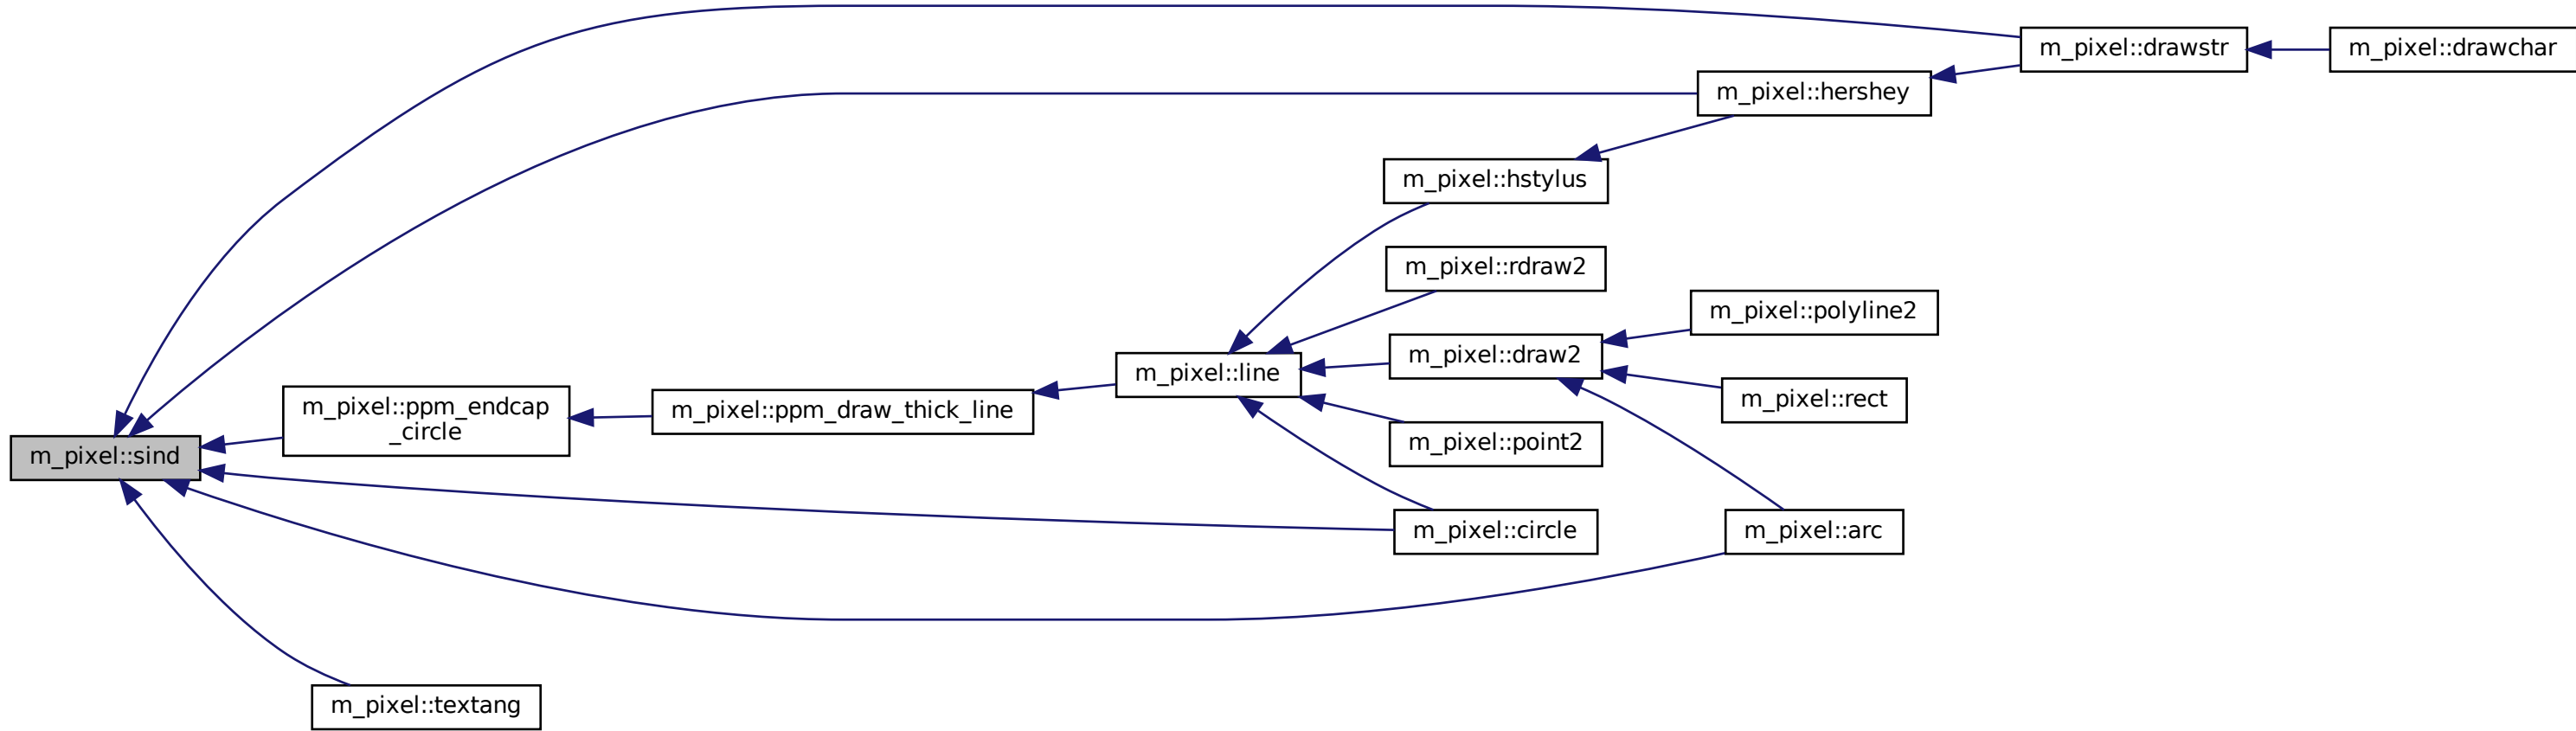 m_pixel::drawstr
m_pixel::drawchar
m_pixel::hershey
m_pixel::hstylus
m_pixel::rdraw2
m_pixel::polyline2
m_pixel::draw2
m_pixel::line
m_pixel::rect
m_pixel::ppm_endcap
_circle
m_pixel::ppm_draw_thick_line
m_pixel::point2
m_pixel::sind
m_pixel::circle
m_pixel::arc
m_pixel::textang